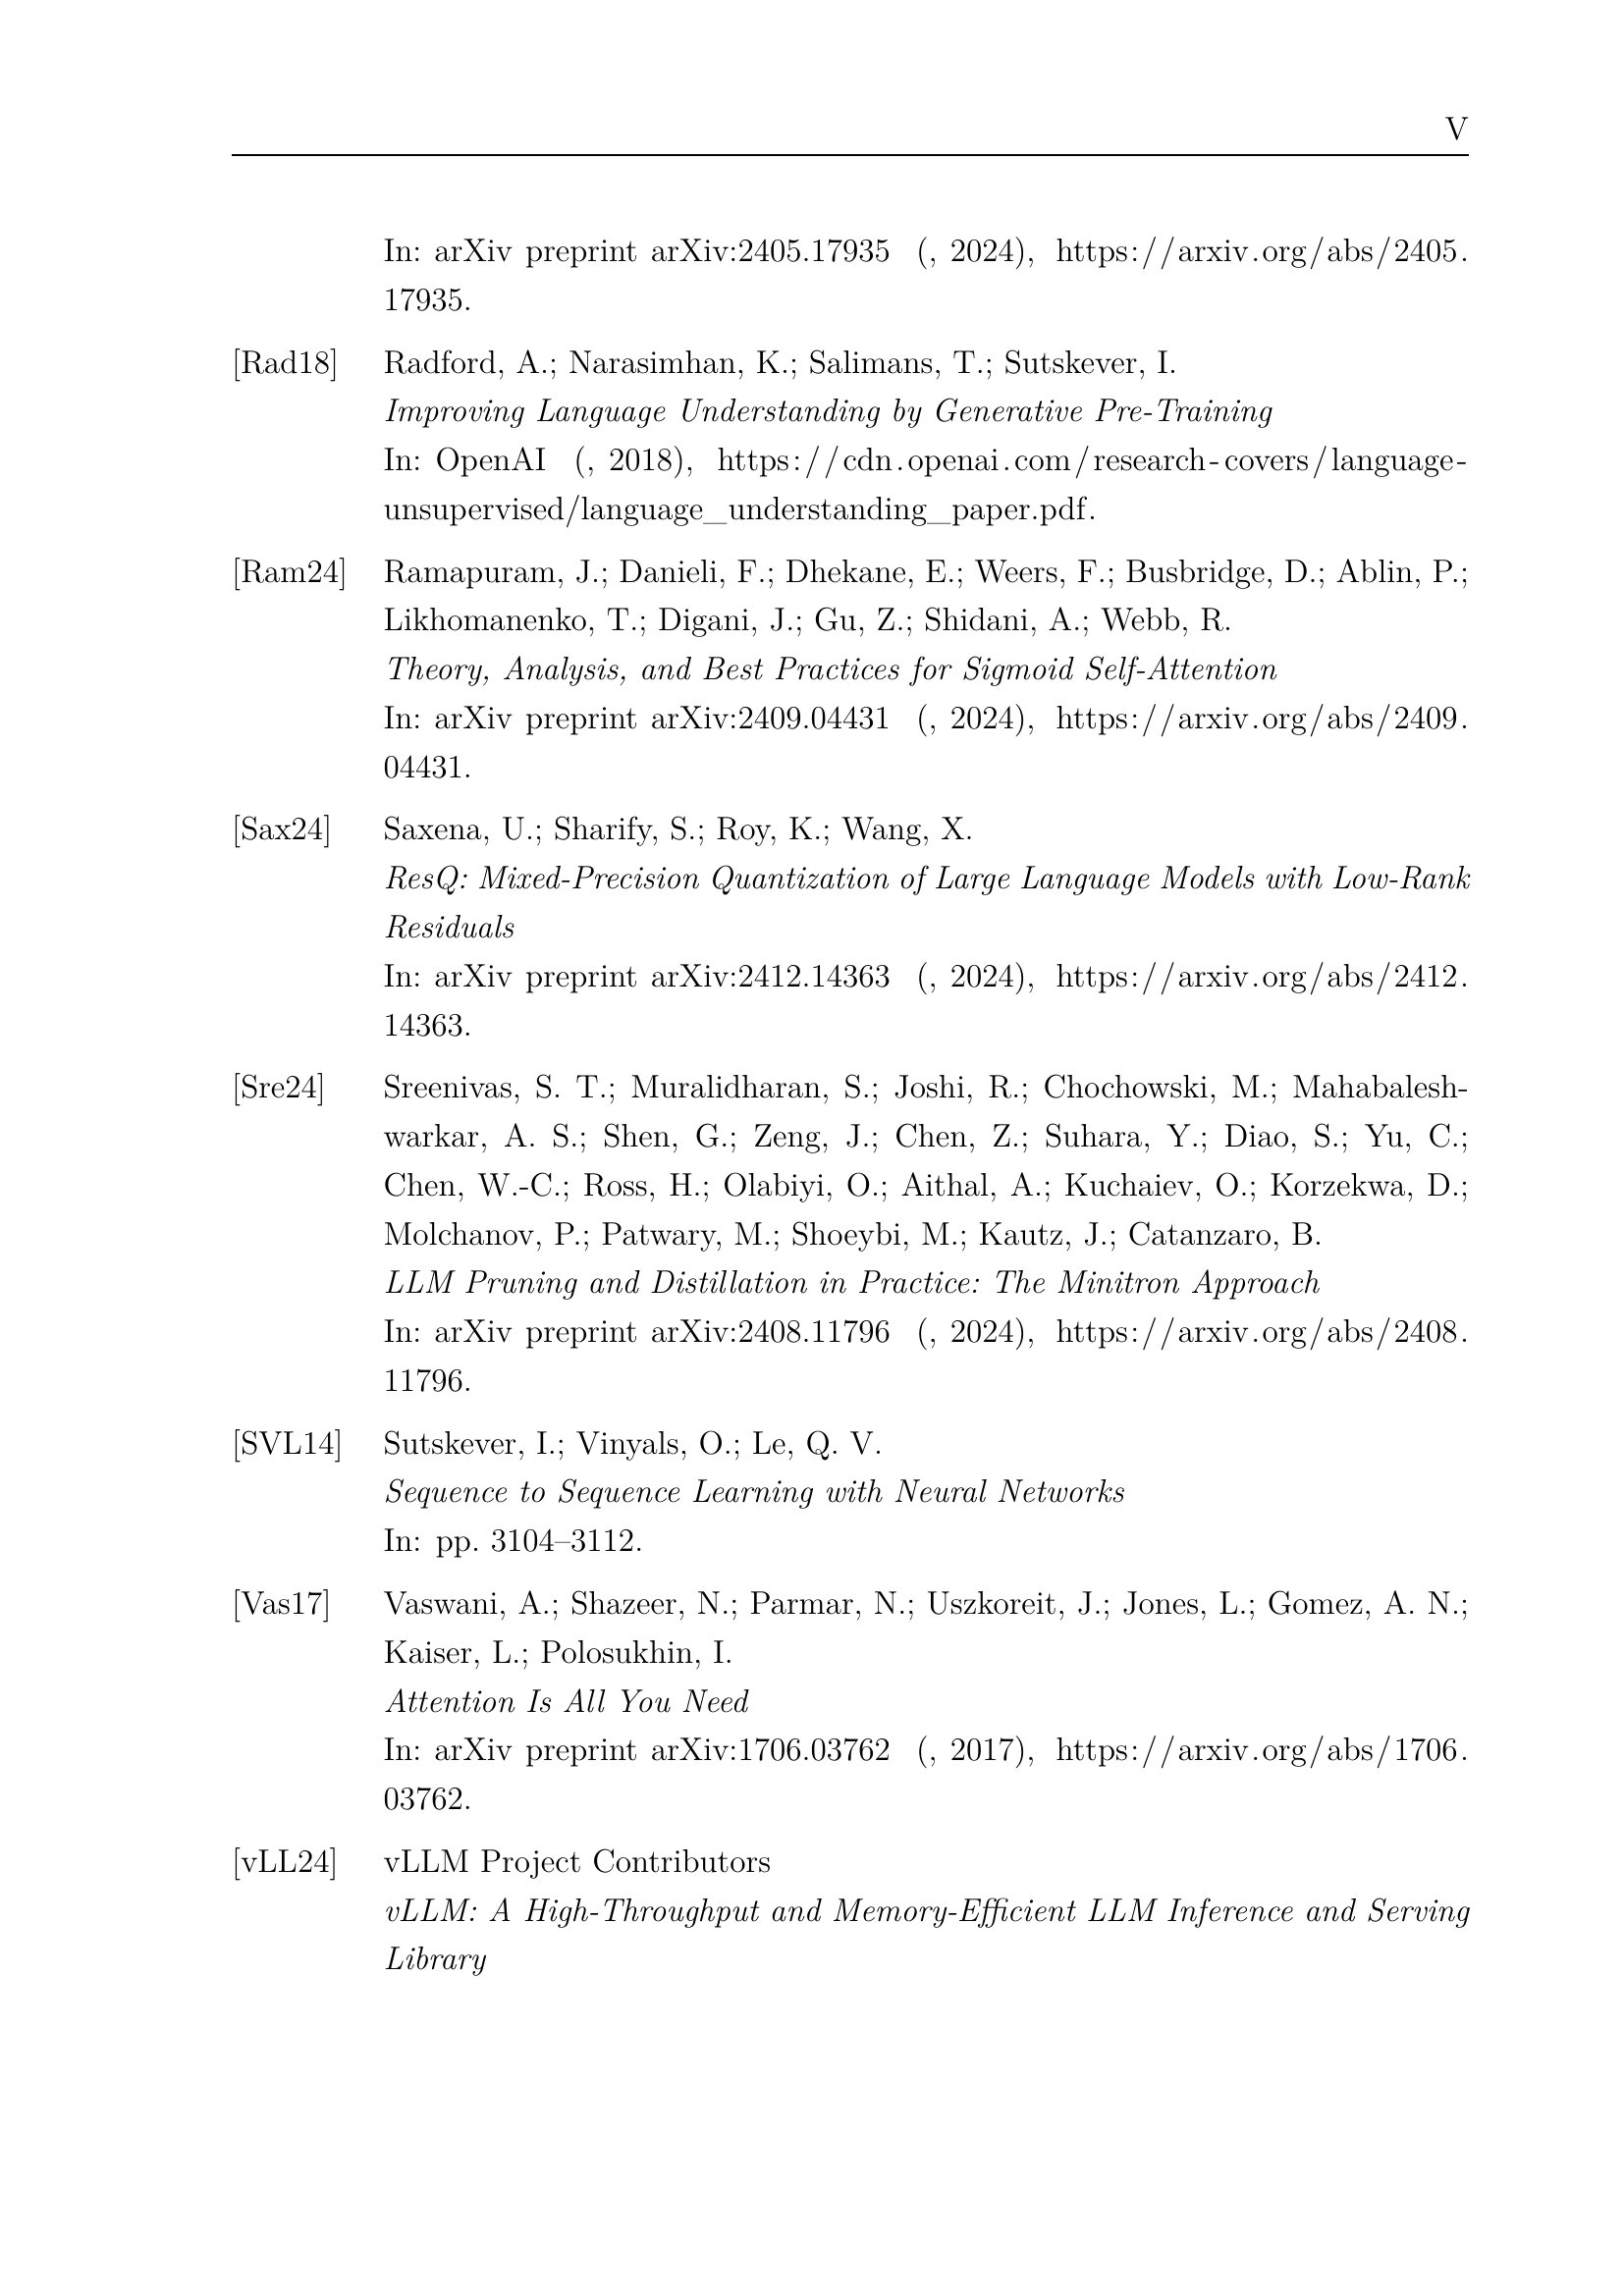 V
In: arXiv preprint arXiv:2405.17935 (, 2024), https://arxiv.org/abs/2405.
17935.
[Rad18] Radford, A.; Narasimhan, K.; Salimans, T.; Sutskever, I.
Improving Language Understanding by Generative Pre-Training
In: OpenAI (, 2018), https://cdn.openai.com/research-covers/language-
unsupervised/language_understanding_paper.pdf.
[Ram24] Ramapuram, J.; Danieli, F.; Dhekane, E.; Weers, F.; Busbridge, D.; Ablin, P.;
Likhomanenko, T.; Digani, J.; Gu, Z.; Shidani, A.; Webb, R.
Theory, Analysis, and Best Practices for Sigmoid Self-Attention
In: arXiv preprint arXiv:2409.04431 (, 2024), https://arxiv.org/abs/2409.
04431.
[Sax24] Saxena, U.; Sharify, S.; Roy, K.; Wang, X.
ResQ: Mixed-Precision Quantization of Large Language Models with Low-Rank
Residuals
In: arXiv preprint arXiv:2412.14363 (, 2024), https://arxiv.org/abs/2412.
14363.
[Sre24] Sreenivas, S. T.; Muralidharan, S.; Joshi, R.; Chochowski, M.; Mahabalesh-
warkar, A. S.; Shen, G.; Zeng, J.; Chen, Z.; Suhara, Y.; Diao, S.; Yu, C.;
Chen, W.-C.; Ross, H.; Olabiyi, O.; Aithal, A.; Kuchaiev, O.; Korzekwa, D.;
Molchanov, P.; Patwary, M.; Shoeybi, M.; Kautz, J.; Catanzaro, B.
LLM Pruning and Distillation in Practice: The Minitron Approach
In: arXiv preprint arXiv:2408.11796 (, 2024), https://arxiv.org/abs/2408.
11796.
[SVL14] Sutskever, I.; Vinyals, O.; Le, Q. V.
Sequence to Sequence Learning with Neural Networks
In: pp. 3104–3112.
[Vas17] Vaswani, A.; Shazeer, N.; Parmar, N.; Uszkoreit, J.; Jones, L.; Gomez, A. N.;
Kaiser, L.; Polosukhin, I.
Attention Is All You Need
In: arXiv preprint arXiv:1706.03762 (, 2017), https://arxiv.org/abs/1706.
03762.
[vLL24] vLLM Project Contributors
vLLM: A High-Throughput and Memory-Efficient LLM Inference and Serving
Library